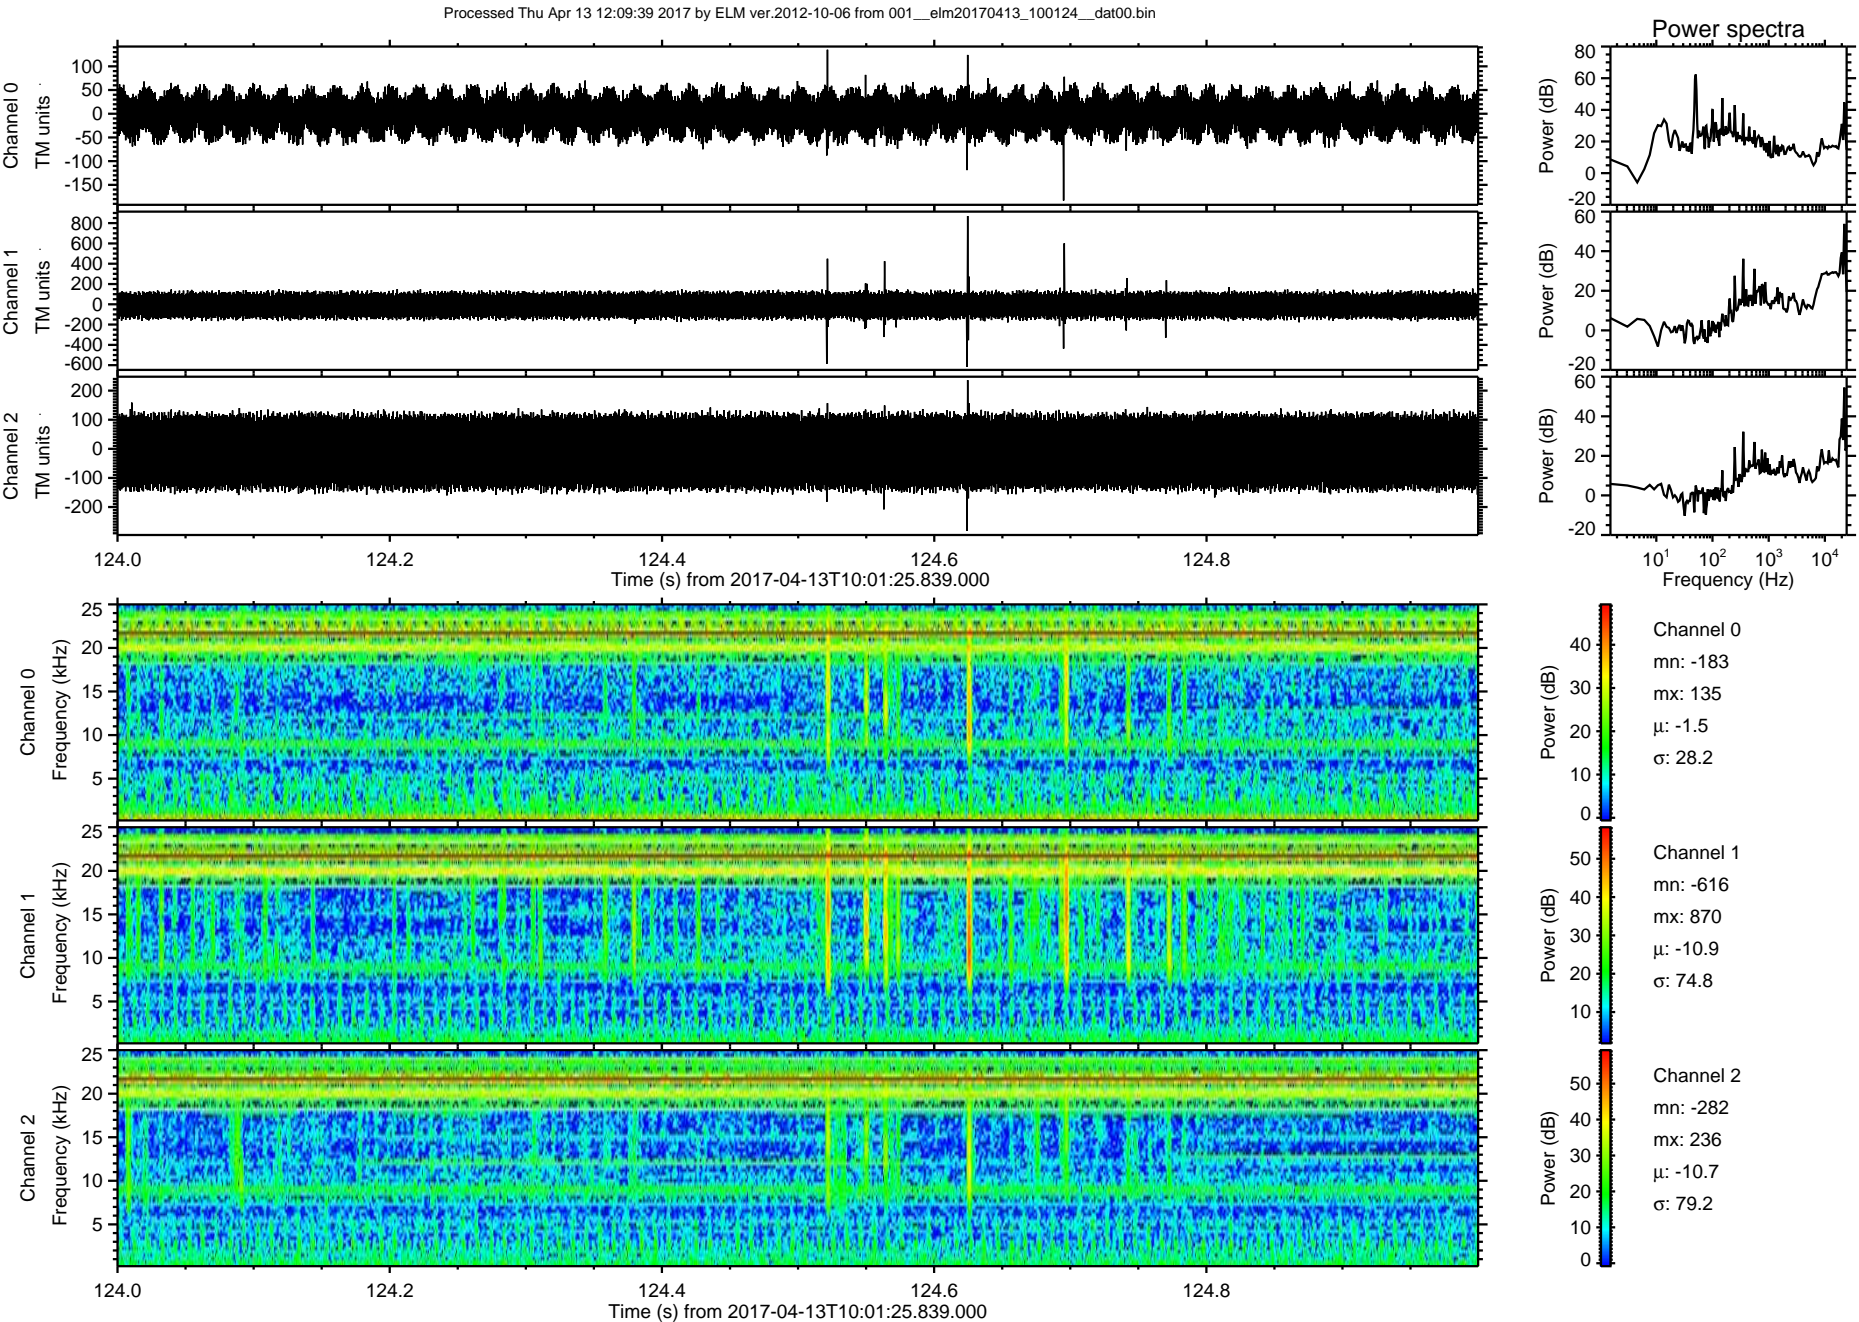 Processed Thu Apr 13 12:09:39 2017 by ELM ver.2012-10-06 from 001__elm20170413_100124__dat00.bin
Power spectra
Channel 0
TM units
100
50
0
-50
-100
-150
Power (dB)
80
60
40
20
0
-20
Channel 1
TM units
800
600
400
200
0
-200
-400
-600
Power (dB)
60
40
20
0
-20
Channel 2
TM units
200
100
0
-100
-200
Power (dB)
60
40
20
0
-20
124.0 124.2 124.4 124.6 124.8
Time (s) from 2017-04-13T10:01:25.839.000
10^1 10^2 10^3 10^4
Frequency (Hz)
Channel 0
Frequency (kHz)
25
20
15
10
5
Power (dB)
40
30
20
10
0
Channel 0
mn: -183
mx: 135
μ: -1.5
σ: 28.2
Channel 1
Frequency (kHz)
25
20
15
10
5
Power (dB)
50
40
30
20
10
Channel 1
mn: -616
mx: 870
μ: -10.9
σ: 74.8
Channel 2
Frequency (kHz)
25
20
15
10
5
Power (dB)
50
40
30
20
10
0
Channel 2
mn: -282
mx: 236
μ: -10.7
σ: 79.2
124.0 124.2 124.4 124.6 124.8
Time (s) from 2017-04-13T10:01:25.839.000